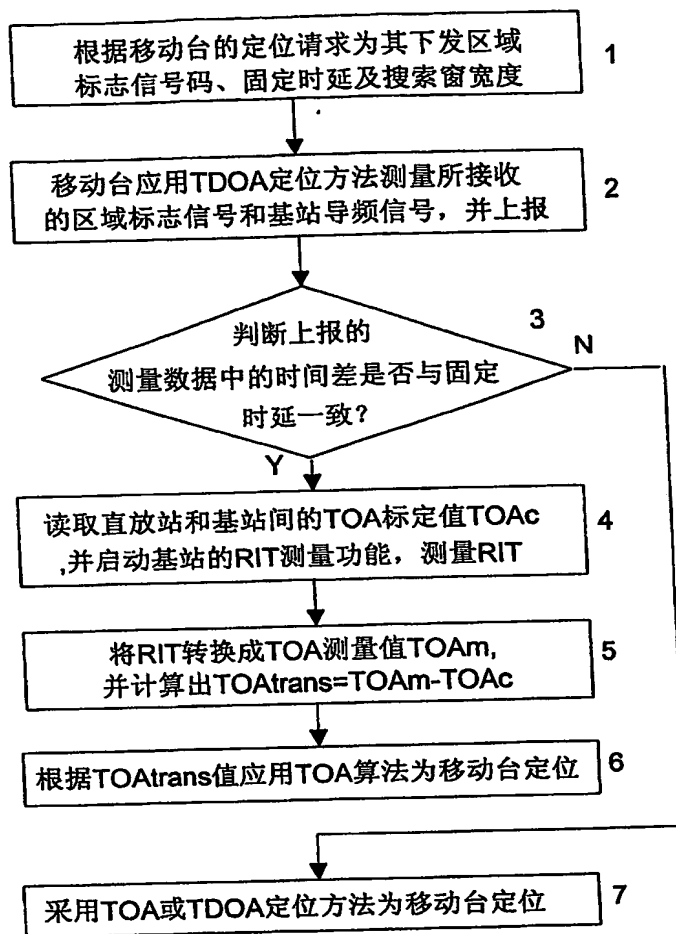 根据移动台的定位请求为其下发区域
标志信号码、固定时延及搜索窗宽度
1
移动台应用TDOA定位方法测量所接收
的区域标志信号和基站导频信号，并上报
2
判断上报的
测量数据中的时间差是否与固定
时延一致？
3
N
Y
读取直放站和基站间的TOA标定值TOAc
,并启动基站的RIT测量功能，测量RIT
4
将RIT转换成TOA测量值TOAm,
并计算出TOAtrans=TOAm-TOAc
5
根据TOAtrans值应用TOA算法为移动台定位
6
采用TOA或TDOA定位方法为移动台定位
7